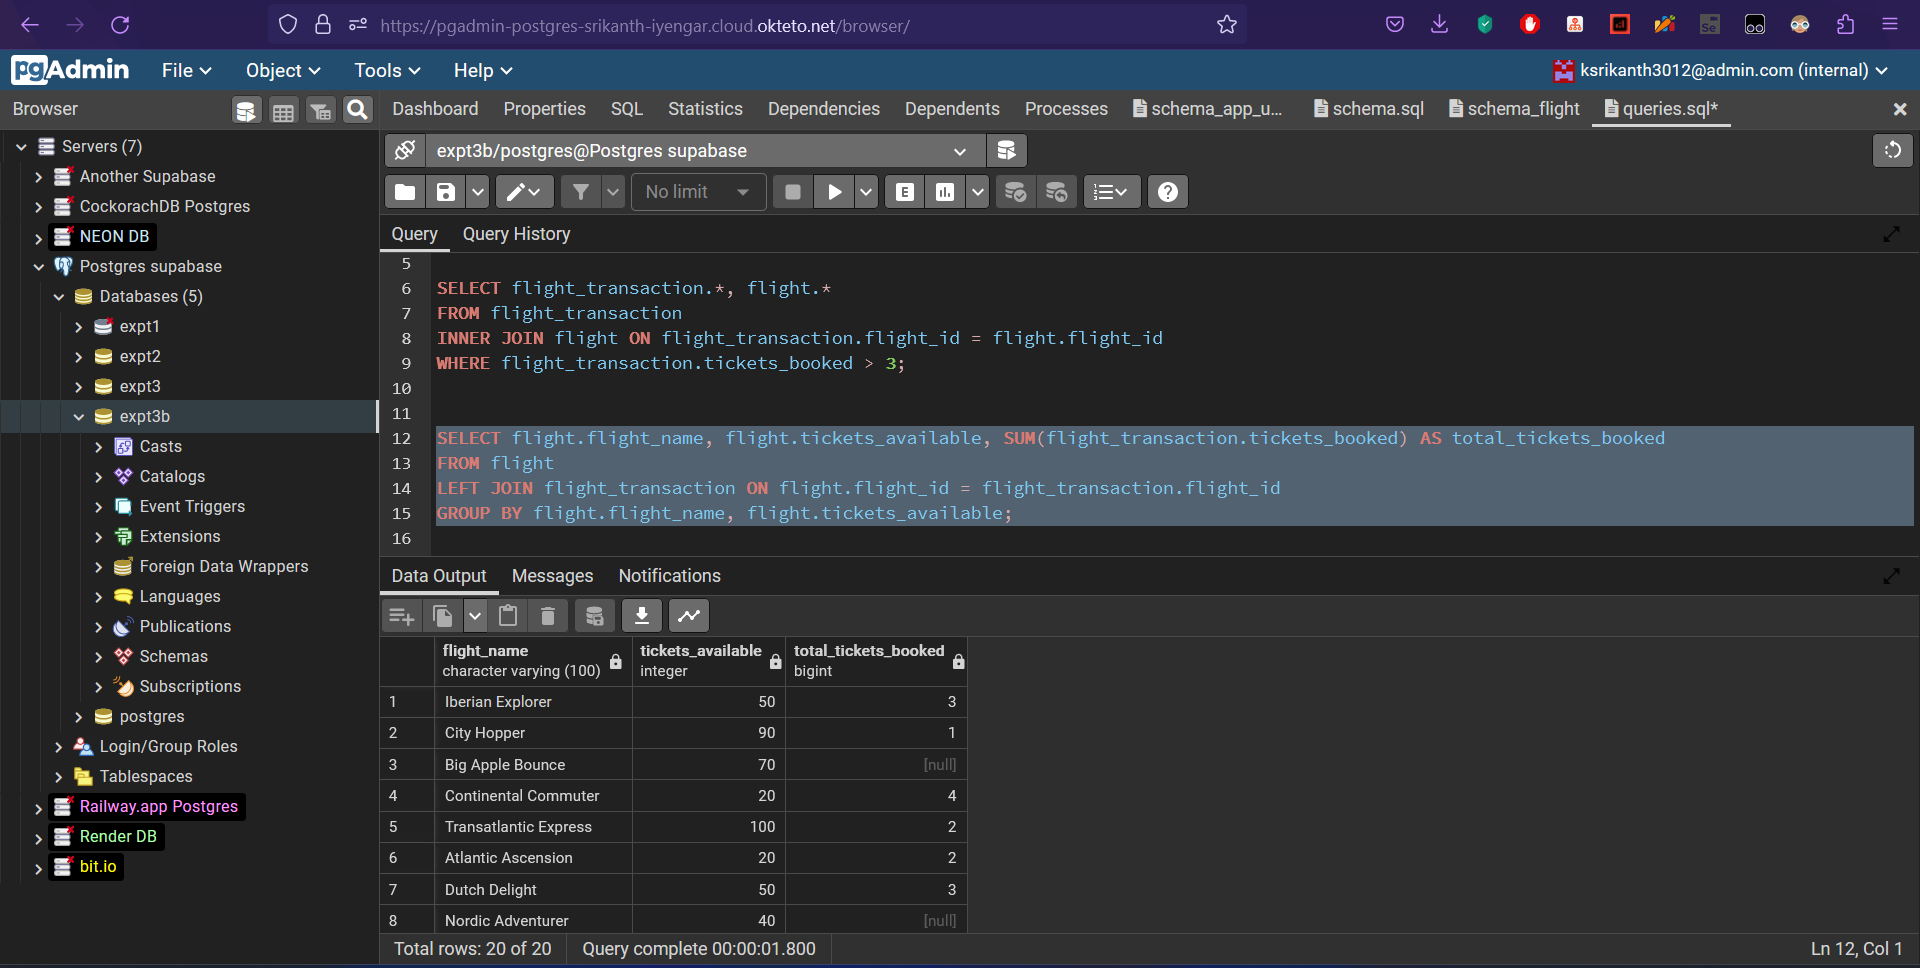 https://pgadmin-postgres-srikanth-iyengar.cloud.okteto.net/browser/
pgAdmin File Object Tools Help ksrikanth3012@admin.com (internal)
Browser
Dashboard Properties SQL Statistics Dependencies Dependents Processes schema_app_u... schema.sql schema_flight queries.sql*
Servers (7)
Another Supabase
CockorachDB Postgres
NEON DB
Postgres supabase
Databases (5)
expt1
expt2
expt3
expt3b
Casts
Catalogs
Event Triggers
Extensions
Foreign Data Wrappers
Languages
Publications
Schemas
Subscriptions
postgres
Login/Group Roles
Tablespaces
Railway.app Postgres
Render DB
bit.io
expt3b/postgres@Postgres supabase
No limit E
Query Query History
5
6 SELECT flight_transaction.*, flight.*
7 FROM flight_transaction
8 INNER JOIN flight ON flight_transaction.flight_id = flight.flight_id
9 WHERE flight_transaction.tickets_booked > 3;
10
11
12 SELECT flight.flight_name, flight.tickets_available, SUM(flight_transaction.tickets_booked) AS total_tickets_booked
13 FROM flight
14 LEFT JOIN flight_transaction ON flight.flight_id = flight_transaction.flight_id
15 GROUP BY flight.flight_name, flight.tickets_available;
16
Data Output Messages Notifications
flight_name tickets_available total_tickets_booked
character varying (100) integer bigint
1 Iberian Explorer 50 3
2 City Hopper 90 1
3 Big Apple Bounce 70 [null]
4 Continental Commuter 20 4
5 Transatlantic Express 100 2
6 Atlantic Ascension 20 2
7 Dutch Delight 50 3
8 Nordic Adventurer 40 [null]
Total rows: 20 of 20 Query complete 00:00:01.800 Ln 12, Col 1